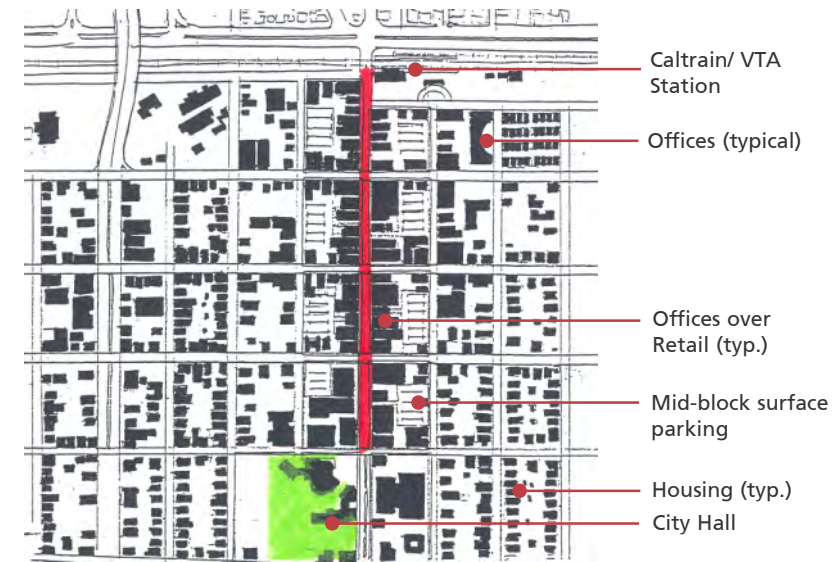 Caltrain/ VTA
Station
Offices (typical)
Offices over
Retail (typ.)
Mid-block surface
parking
Housing (typ.)
City Hall